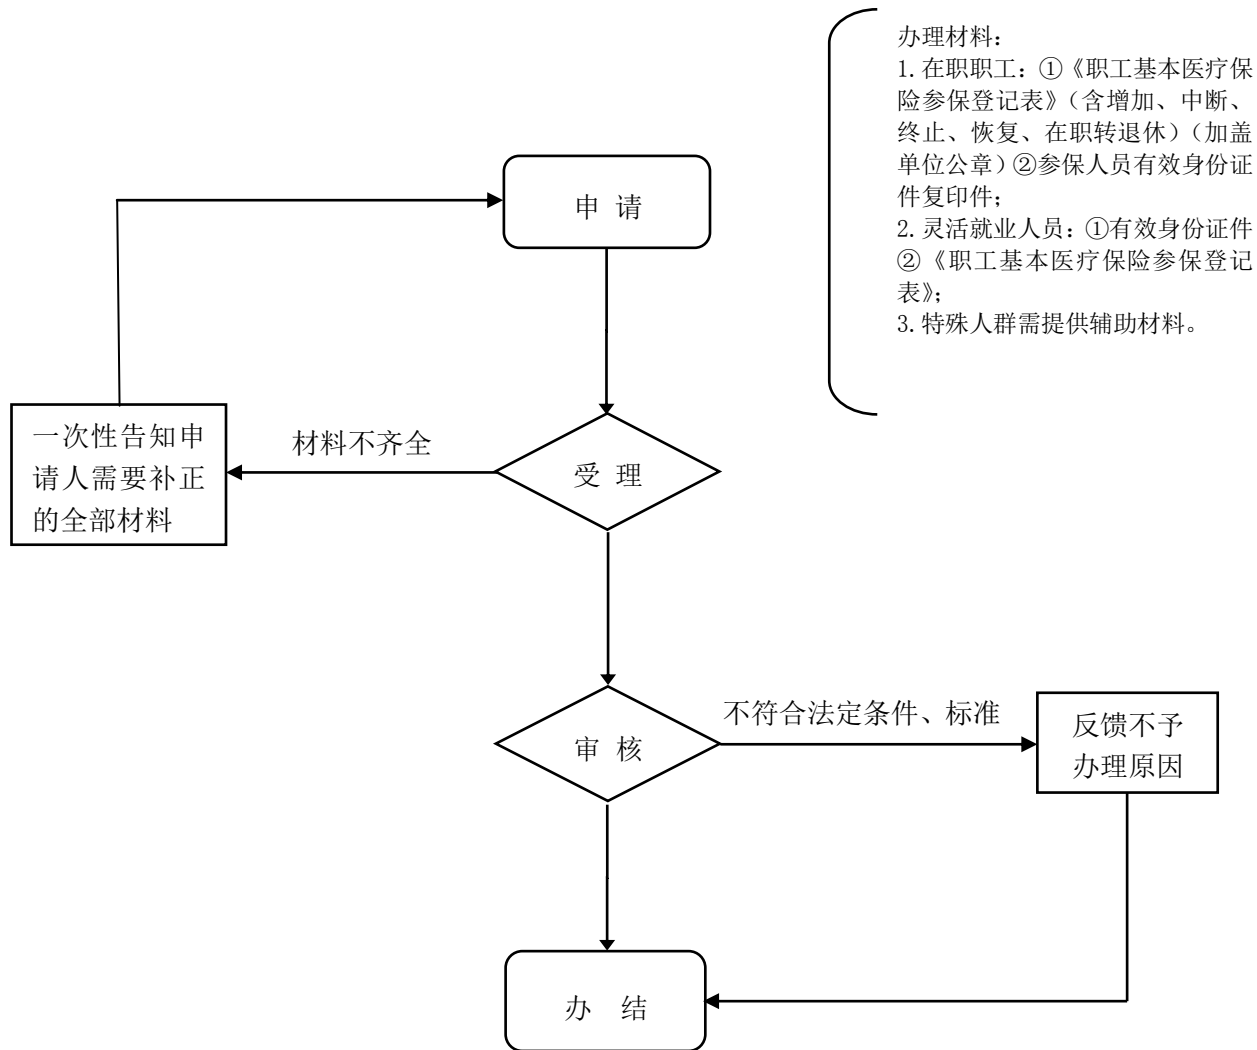 办理材料：
1.在职职工：①《职工基本医疗保
险参保登记表》（含增加、中断、
终止、恢复、在职转退休）（加盖
单位公章）②参保人员有效身份证
件复印件；
2.灵活就业人员：①有效身份证件
②《职工基本医疗保险参保登记
表》；
3.特殊人群需提供辅助材料。
申 请
一次性告知申
请人需要补正
的全部材料
材料不齐全
受 理
审 核
不符合法定条件、标准
反馈不予
办理原因
办 结